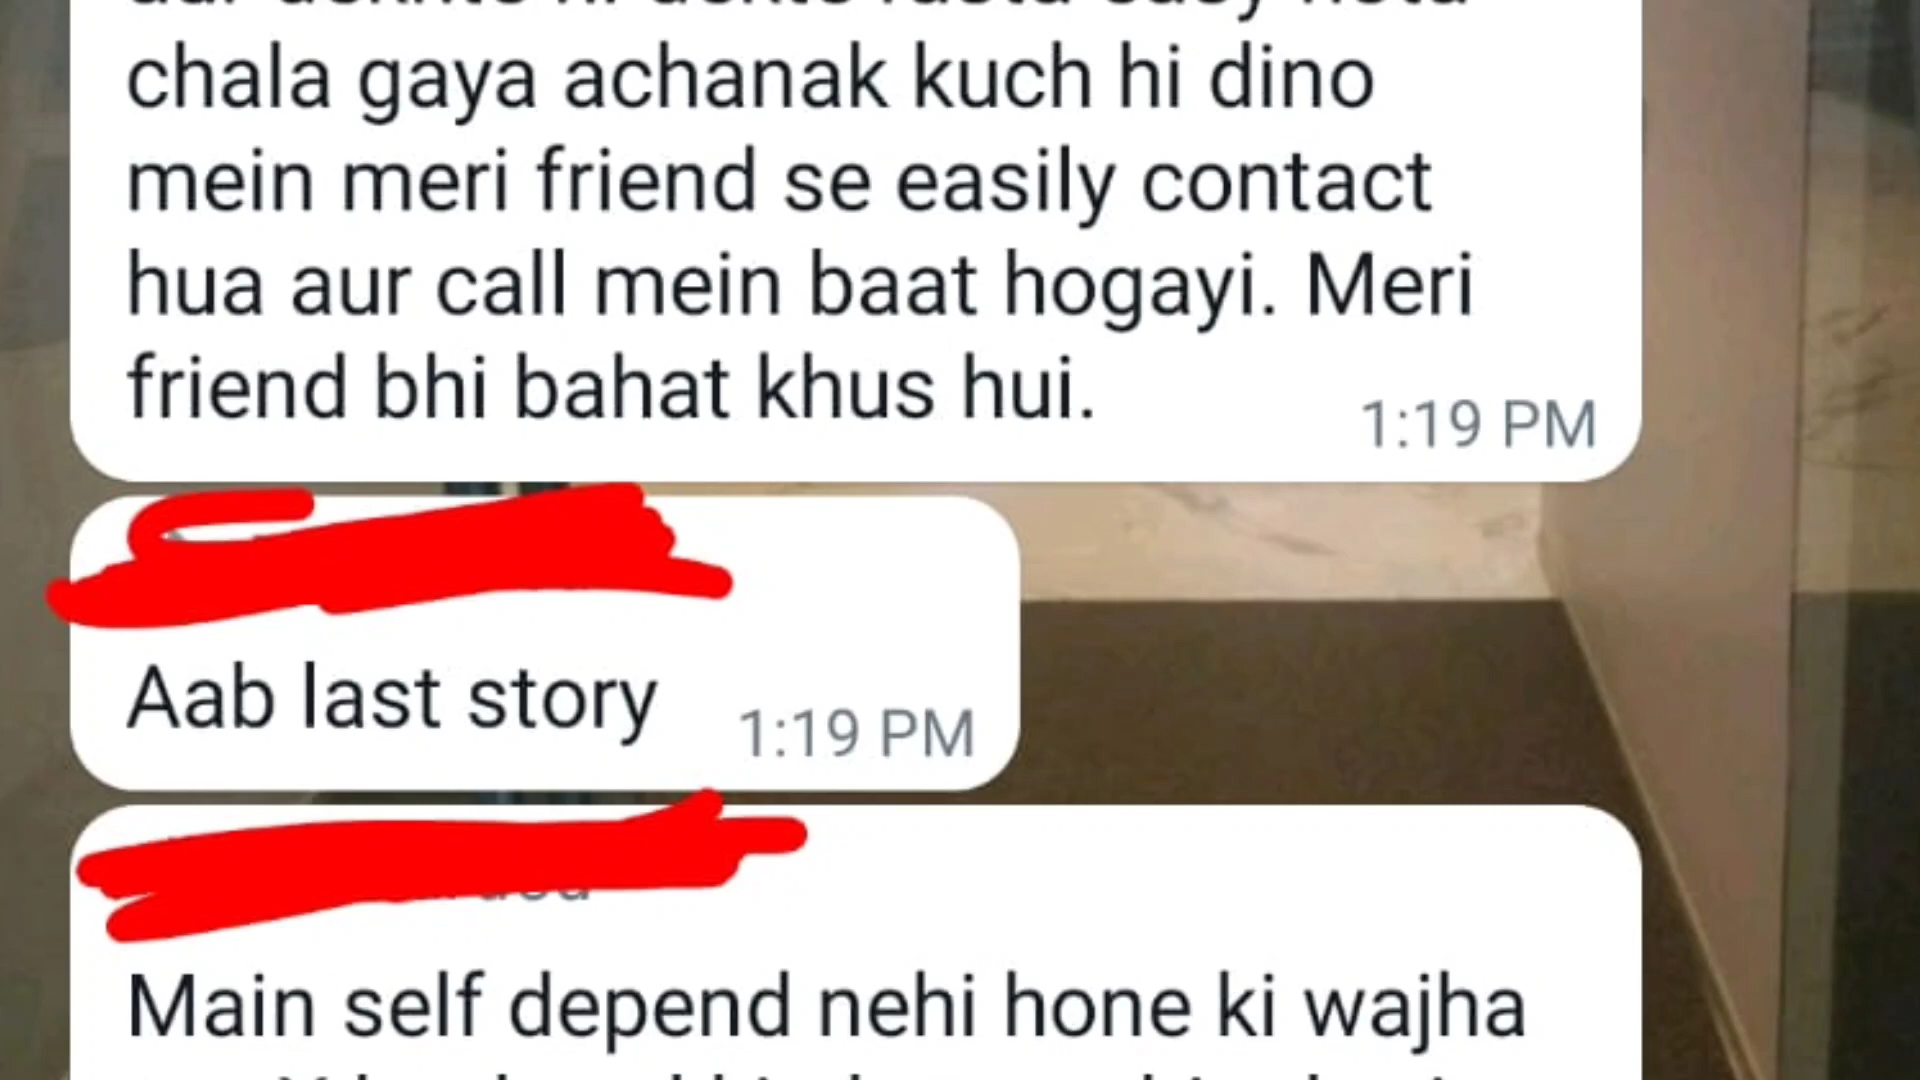 chala gaya achanak kuch hi dino
mein meri friend se easily contact
hua aur call mein baat hogayi. Meri
friend bhi bahat khus hui.
1:19 PM
Aab last story
1:19 PM
Main self depend nehi hone ki wajha